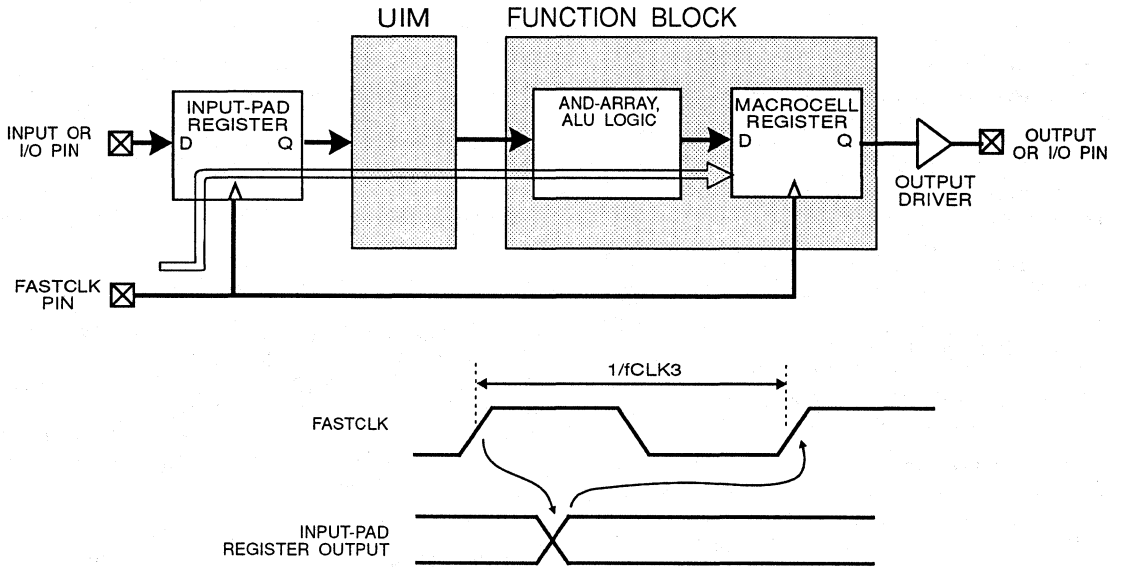 UIM
FUNCTION BLOCK
INPUT OR
I/O PIN
INPUT-PAD
REGISTER
D
Q
AND-ARRAY,
ALU LOGIC
MACROCELL
REGISTER
D
Q
OUTPUT
OR I/O PIN
OUTPUT
DRIVER
FASTCLK
PIN
1/fCLK3
FASTCLK
INPUT-PAD
REGISTER OUTPUT